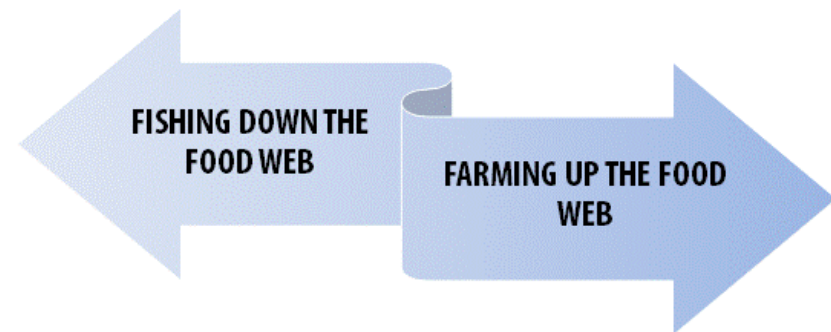 FISHING DOWN THE
FOOD WEB
FARMING UP THE FOOD
WEB